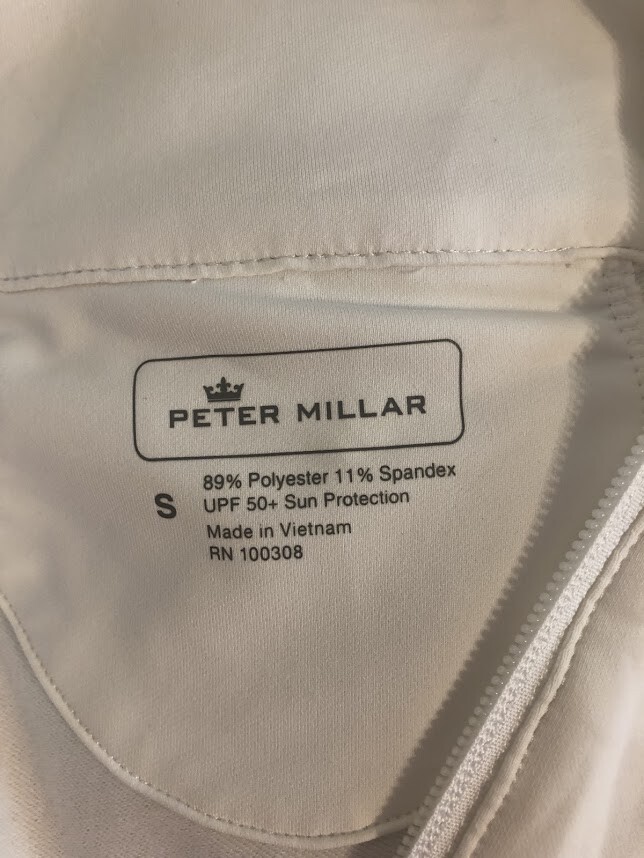 PETER MILLAR
S
89% Polyester 11% Spandex
UPF 50+ Sun Protection
Made in Vietnam
RN 100308